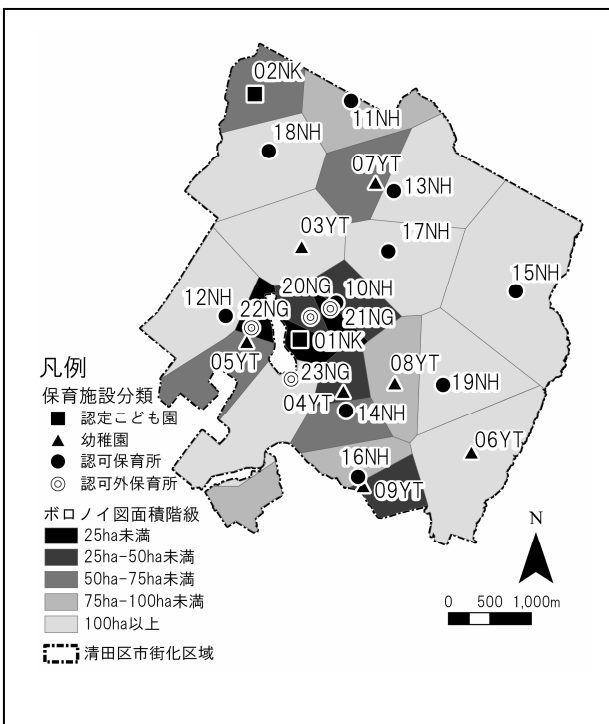 02NK
11NH
18NH
07YT
13NH
03YT
17NH
15NH
20NG
10NH
12NH
22NG
21NG
01NK
05YT
23NG
08YT
19NH
04YT
14NH
06YT
16NH
09YT
凡例
保育施設分類
認定こども園
幼稚園
認可保育所
認可外保育所
ボロノイ図面積階級
25ha未満
25ha-50ha未満
50ha-75ha未満
75ha-100ha未満
100ha以上
清田区市街化区域
N
0 500 1,000m